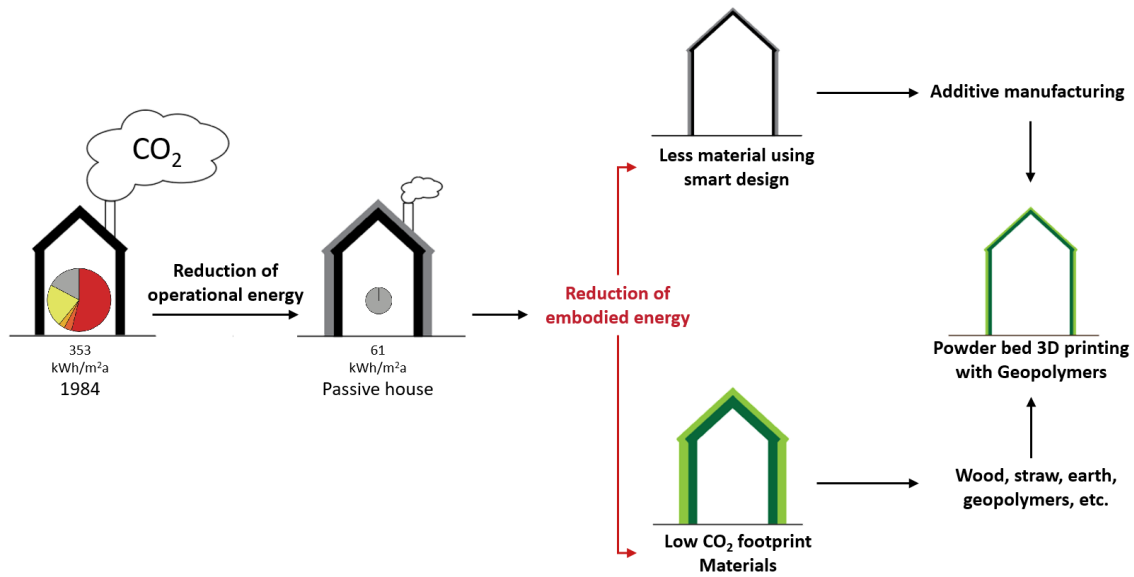 CO₂
353
kWh/m²a
1984
Reduction of
operational energy
61
kWh/m²a
Passive house
Reduction of
embodied energy
Less material using
smart design
Additive manufacturing
Low CO₂ footprint
Materials
Wood, straw, earth,
geopolymers, etc.
Powder bed 3D printing
with Geopolymers